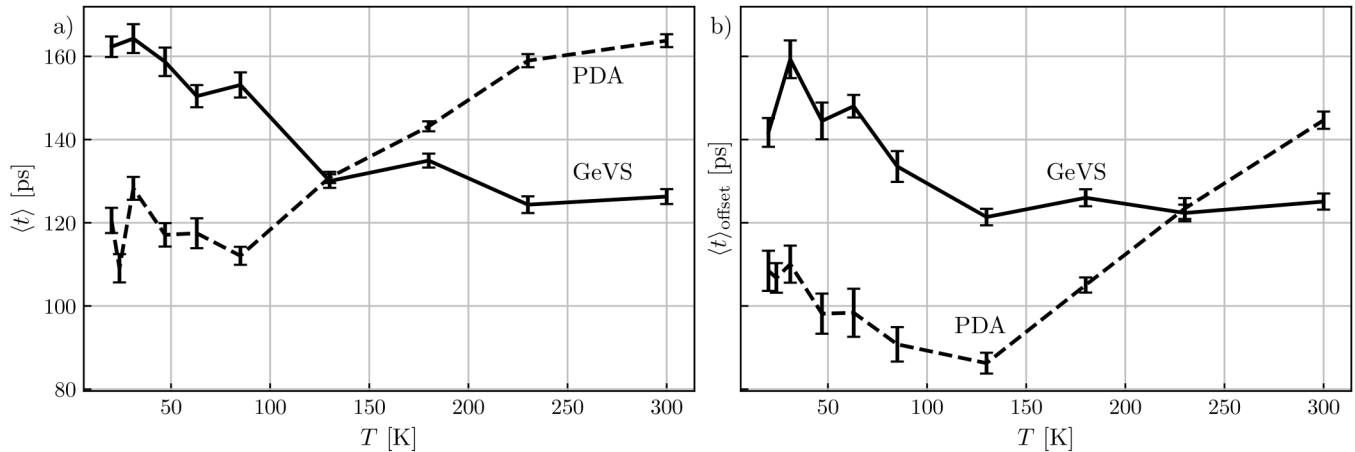 a)
160
140
120
100
80
⟨t⟩ [ps]
PDA
GeVS
50 100 150 200 250 300
T [K]
b)
⟨t⟩offset [ps]
GeVS
PDA
50 100 150 200 250 300
T [K]